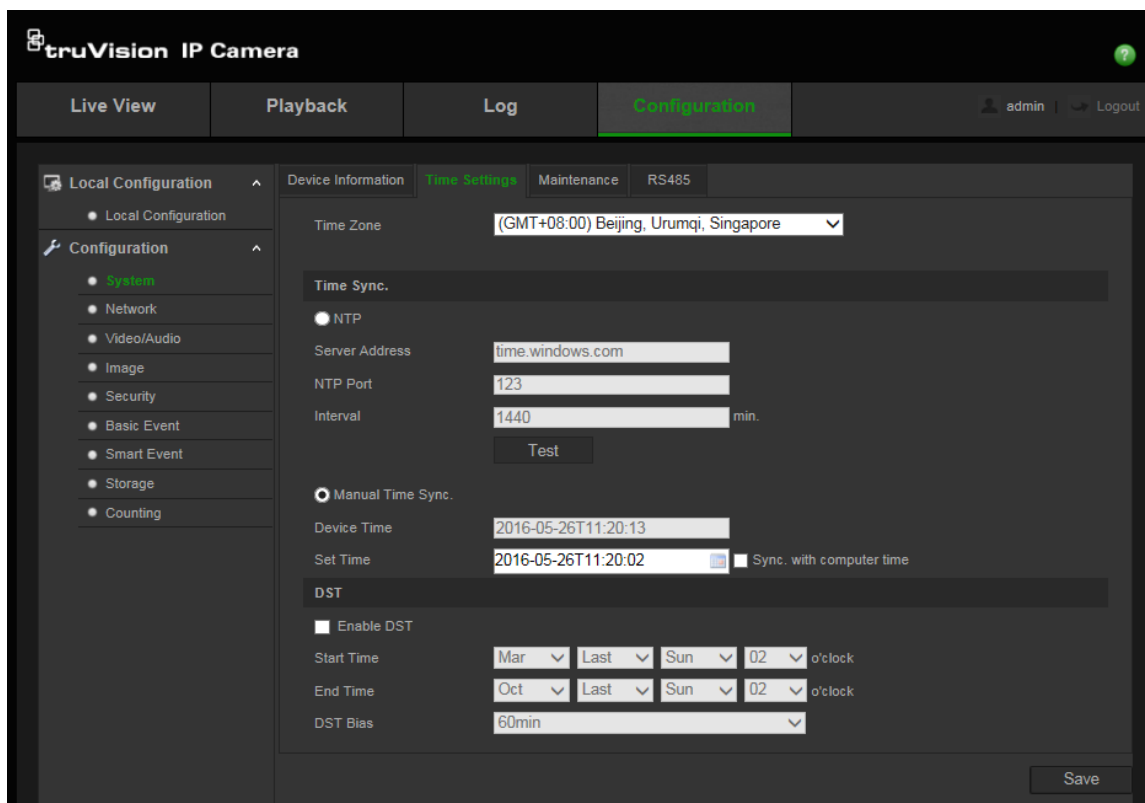 truVision IP Camera
?
Live View Playback Log Configuration admin | Logout
Local Configuration
Local Configuration
Configuration
System
Network
Video/Audio
Image
Security
Basic Event
Smart Event
Storage
Counting
Device Information Time Settings Maintenance RS485
Time Zone (GMT+08:00) Beijing, Urumqi, Singapore
Time Sync.
NTP
Server Address time.windows.com
NTP Port 123
Interval 1440 min.
Test
Manual Time Sync.
Device Time 2016-05-26T11:20:13
Set Time 2016-05-26T11:20:02 Sync. with computer time
DST
Enable DST
Start Time Mar Last Sun 02 o'clock
End Time Oct Last Sun 02 o'clock
DST Bias 60min
Save